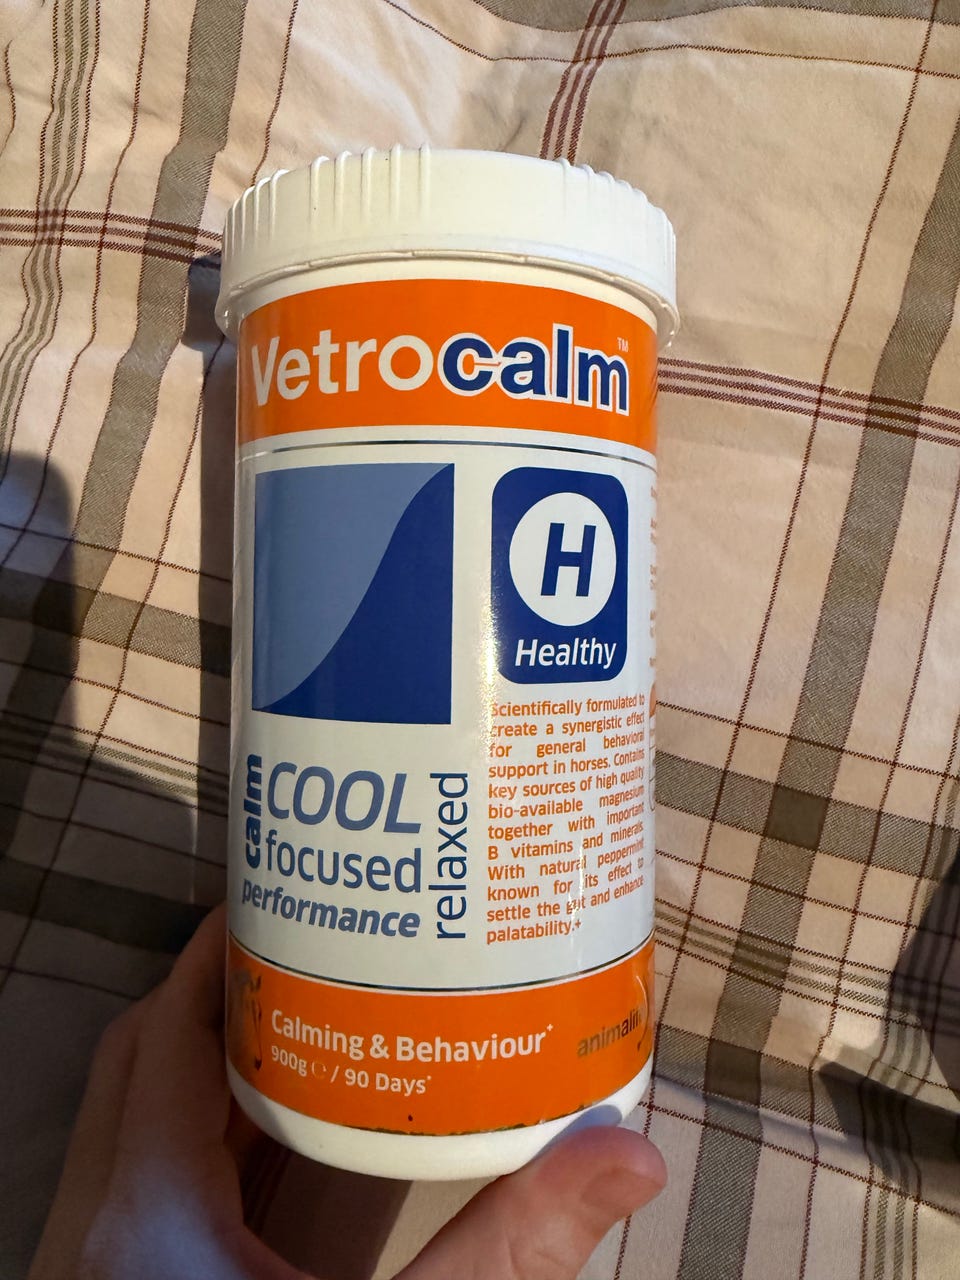 Vetrocalm™
H
Healthy
Scientifically formulated to
create a synergistic effect
for general behavioral
support in horses. Contains
key sources of high quality
bio-available magnesium
together with important
B vitamins and minerals.
With natural peppermint
known for its effect to
settle the gut and enhance
palatability.+
calm
COOL
focused
performance
relaxed
Calming & Behaviour+
900g ℮ / 90 Days*